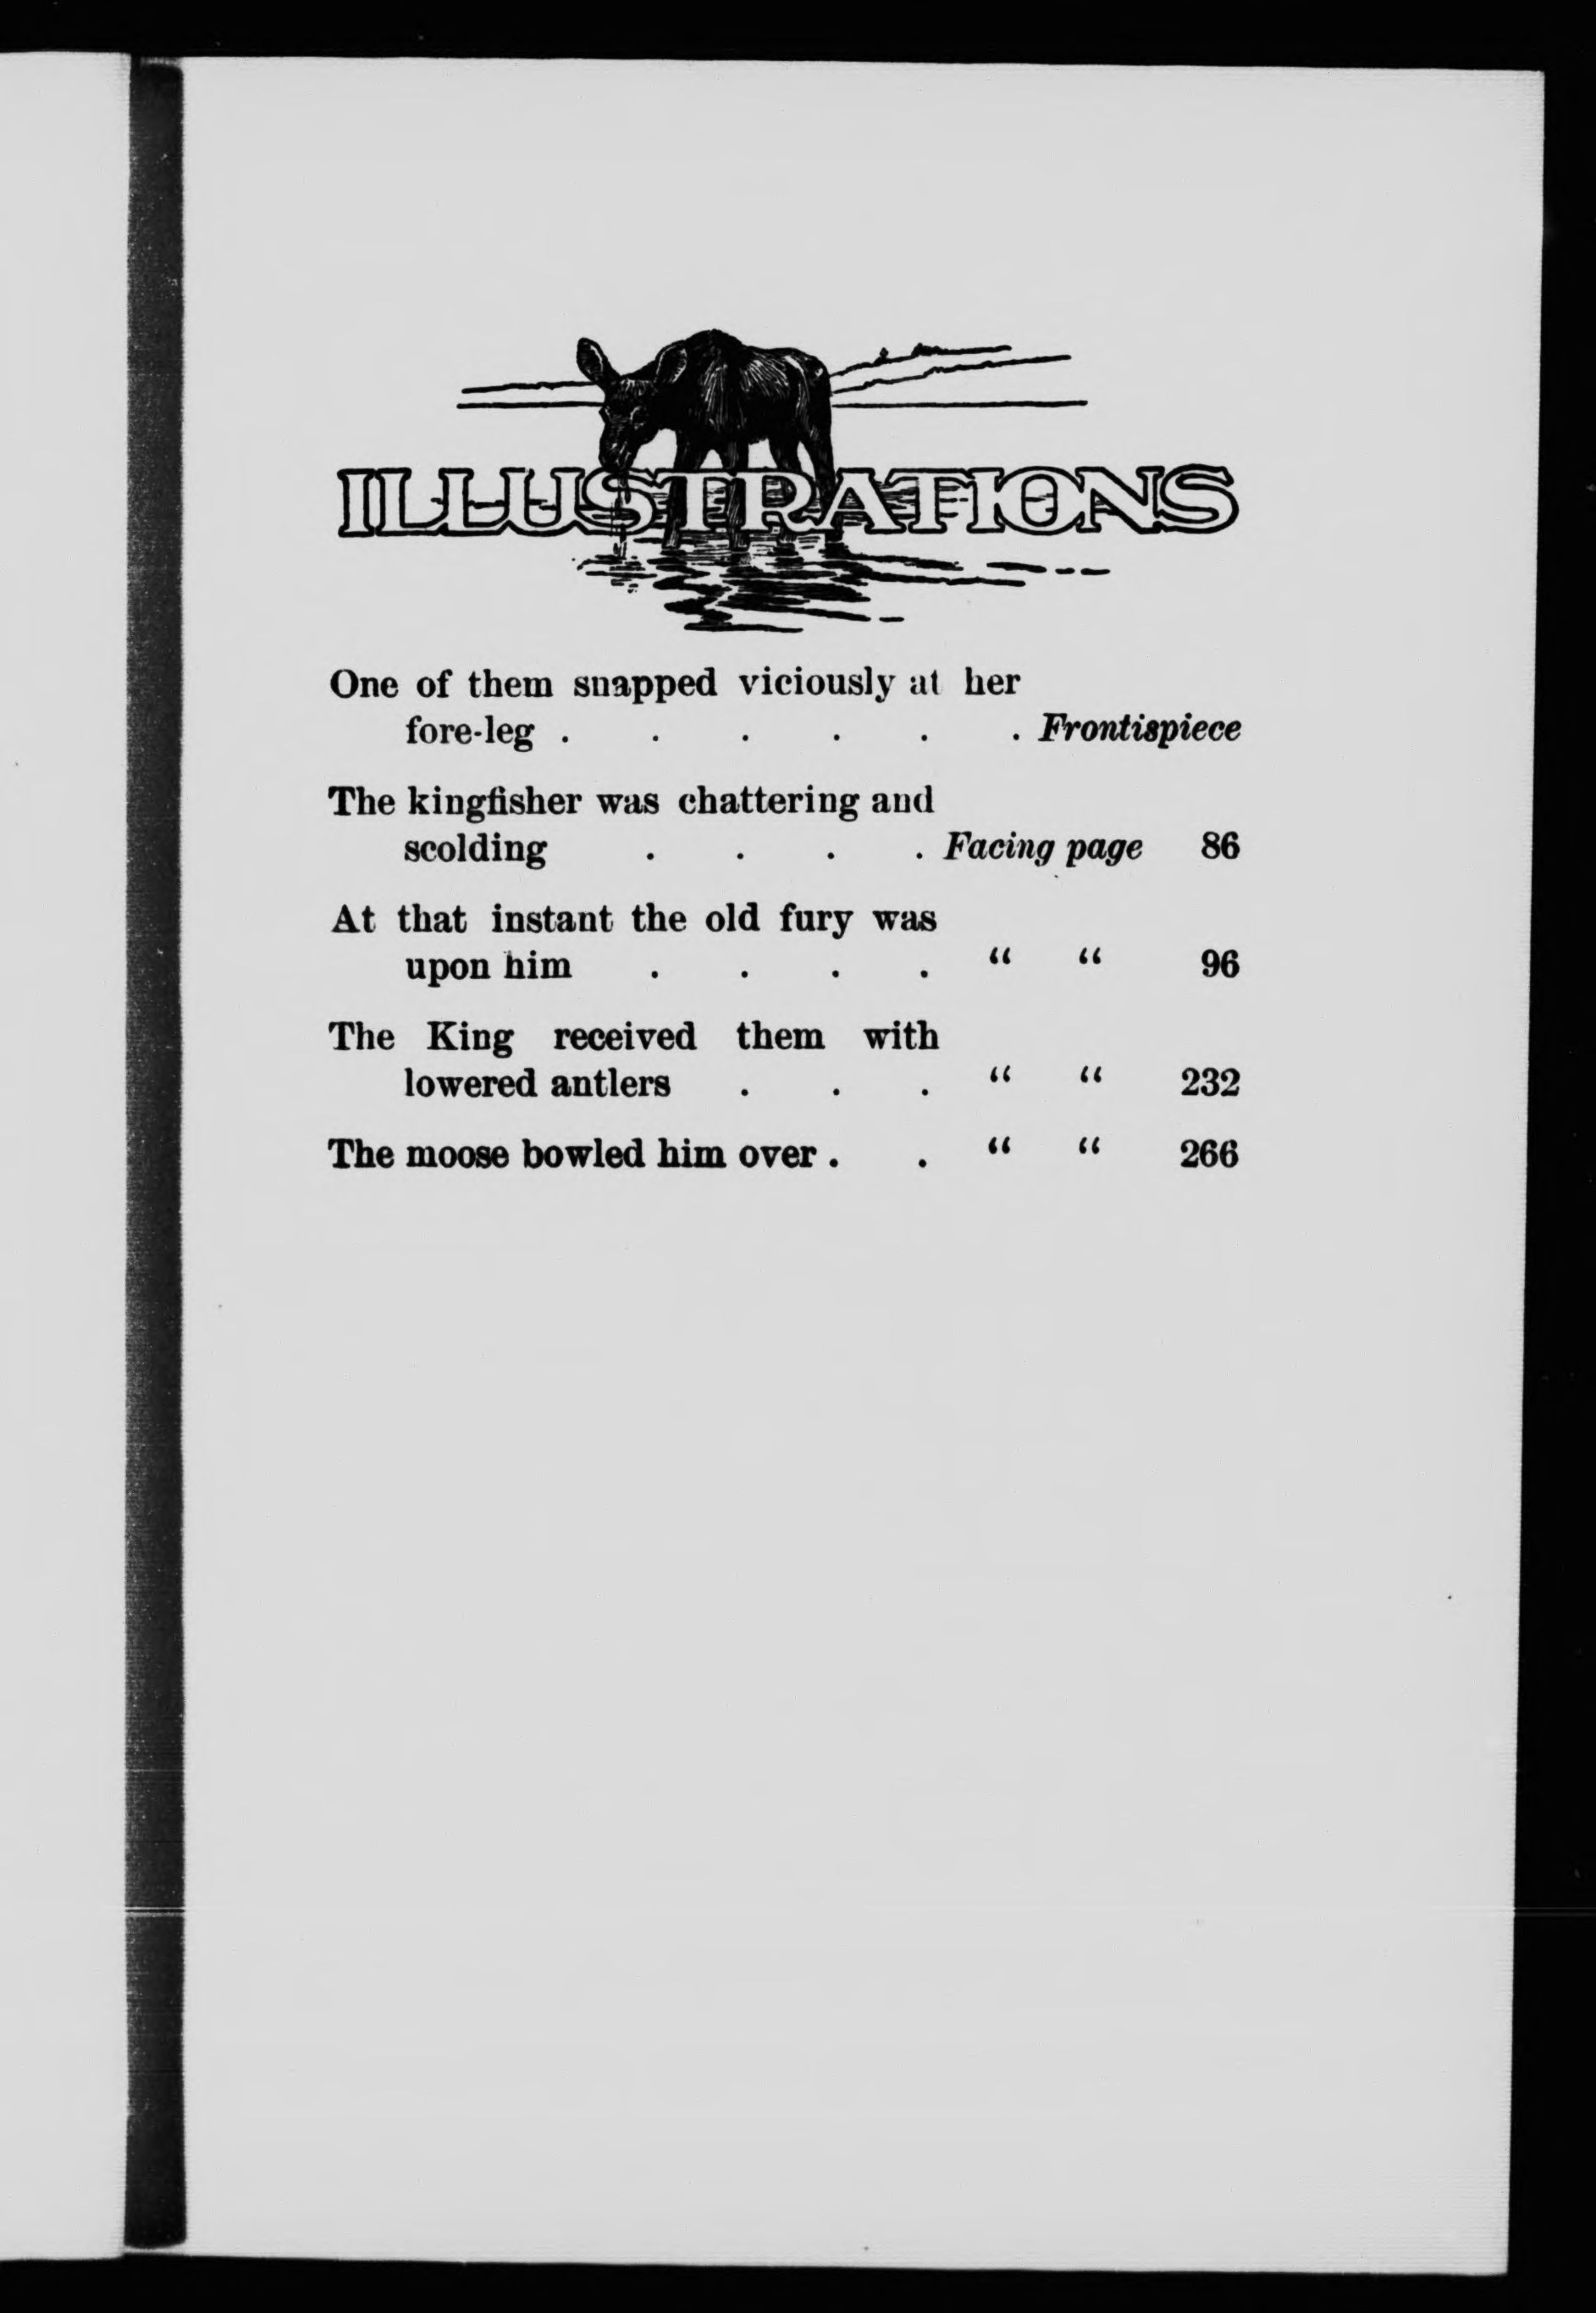 ILLUSTRATIONS
One of them snapped viciously at her
fore-leg . . . . . . Frontispiece
The kingfisher was chattering and
scolding . . . . Facing page 86
At that instant the old fury was
upon him . . . . “ “ 96
The King received them with
lowered antlers . . . “ “ 232
The moose bowled him over . . “ “ 266